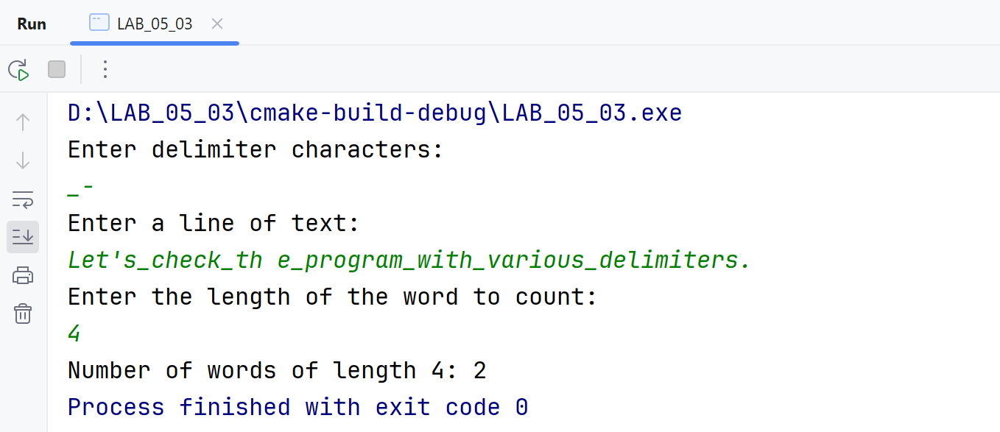 Run LAB_05_03
D:\LAB_05_03\cmake-build-debug\LAB_05_03.exe
Enter delimiter characters:
_-
Enter a line of text:
Let's_check_th e_program_with_various_delimiters.
Enter the length of the word to count:
4
Number of words of length 4: 2
Process finished with exit code 0